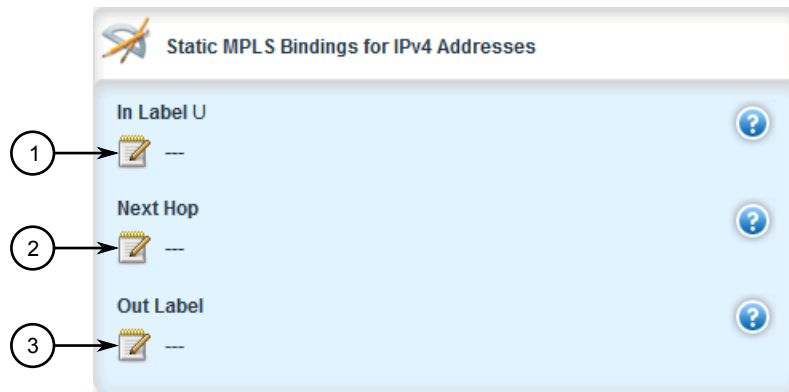 Static MPLS Bindings for IPv4 Addresses
In Label U
?
1
---
Next Hop
?
2
---
Out Label
?
3
---